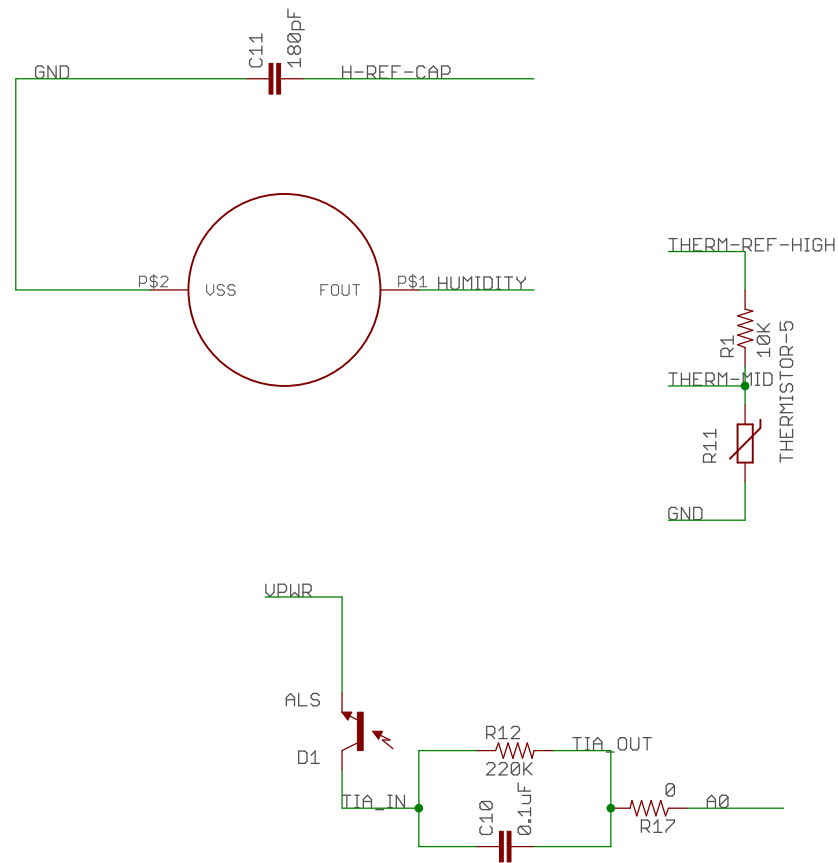 C11
180pF
GND
H-REF-CAP
P$2
VSS
FOUT
P$1
HUMIDITY
THERM-REF-HIGH
R1
10K
THERM-MID
THERMISTOR-5
R11
GND
VPWR
ALS
D1
R12
220K
TIA_OUT
TIA_IN
C10
0.1uF
0
R17
A0